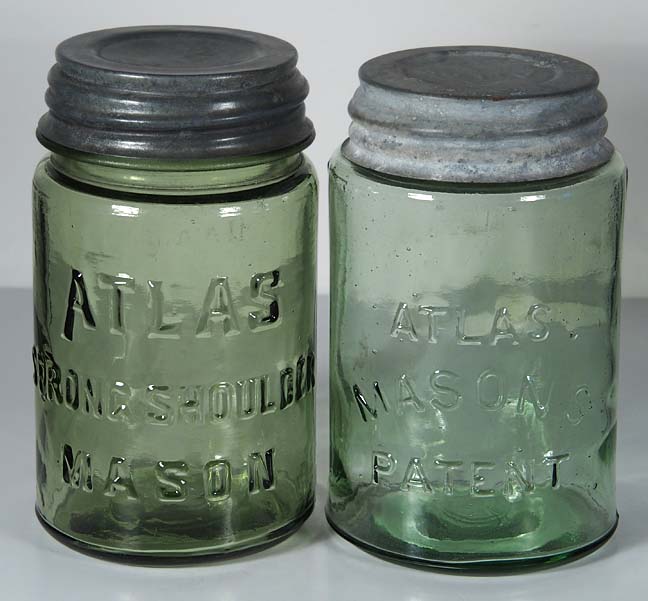 ATLAS
STRONG SHOULDER
MASON
ATLAS
MASON'S
PATENT